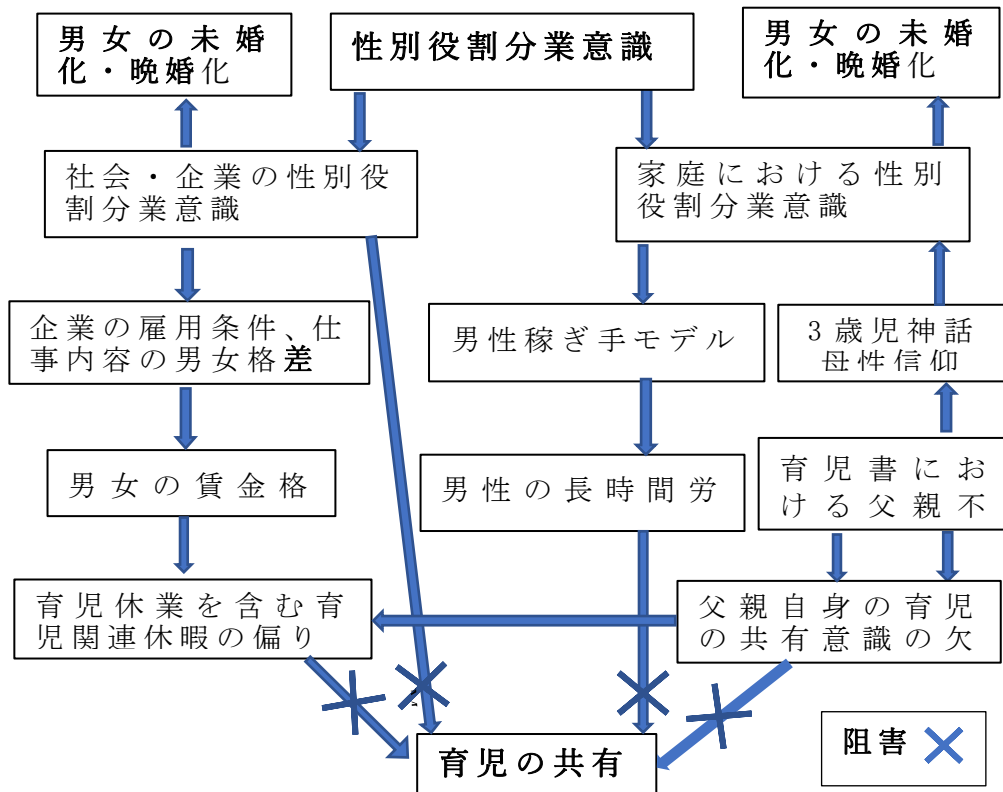 男女の未婚
化・晩婚化
性別役割分業意識
男女の未婚
化・晩婚化
社会・企業の性別役
割分業意識
家庭における性別
役割分業意識
企業の雇用条件、仕
事内容の男女格差
男性稼ぎ手モデル
3歳児神話
母性信仰
男女の賃金格
男性の長時間労
育児書にお
ける父親不
育児休業を含む育
児関連休暇の偏り
父親自身の育児
の共有意識の欠
育児の共有
阻害